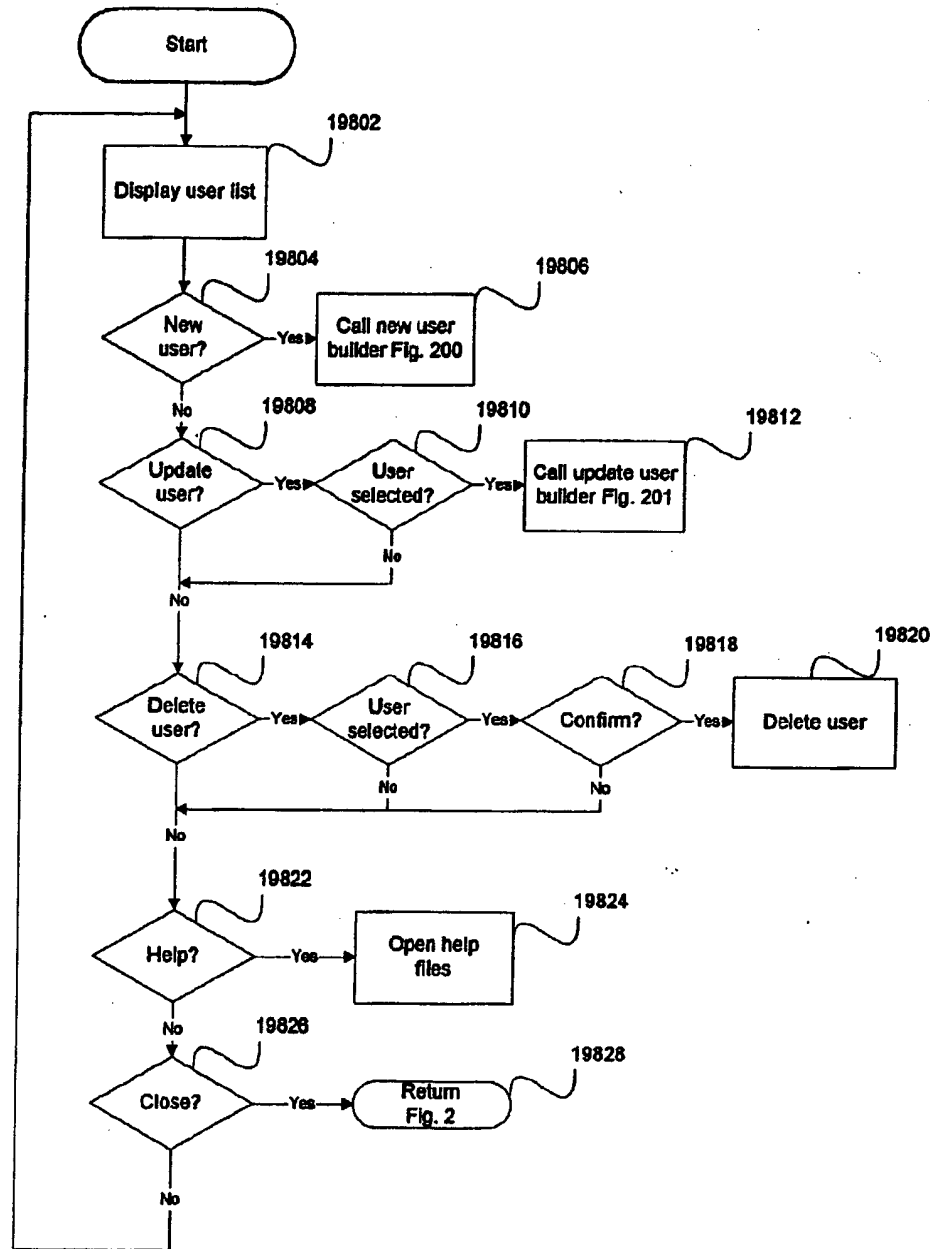 Start
19802
Display user list
19804
19806
New
user?
Yes
Call new user
builder Fig. 200
No
19808
19810
19812
Update
user?
Yes
User
selected?
Yes
Call update user
builder Fig. 201
No
No
19814
19816
19818
19820
Delete
user?
Yes
User
selected?
Yes
Confirm?
Yes
Delete user
No
No
No
19822
19824
Help?
Yes
Open help
files
No
19826
19828
Close?
Yes
Return
Fig. 2
No